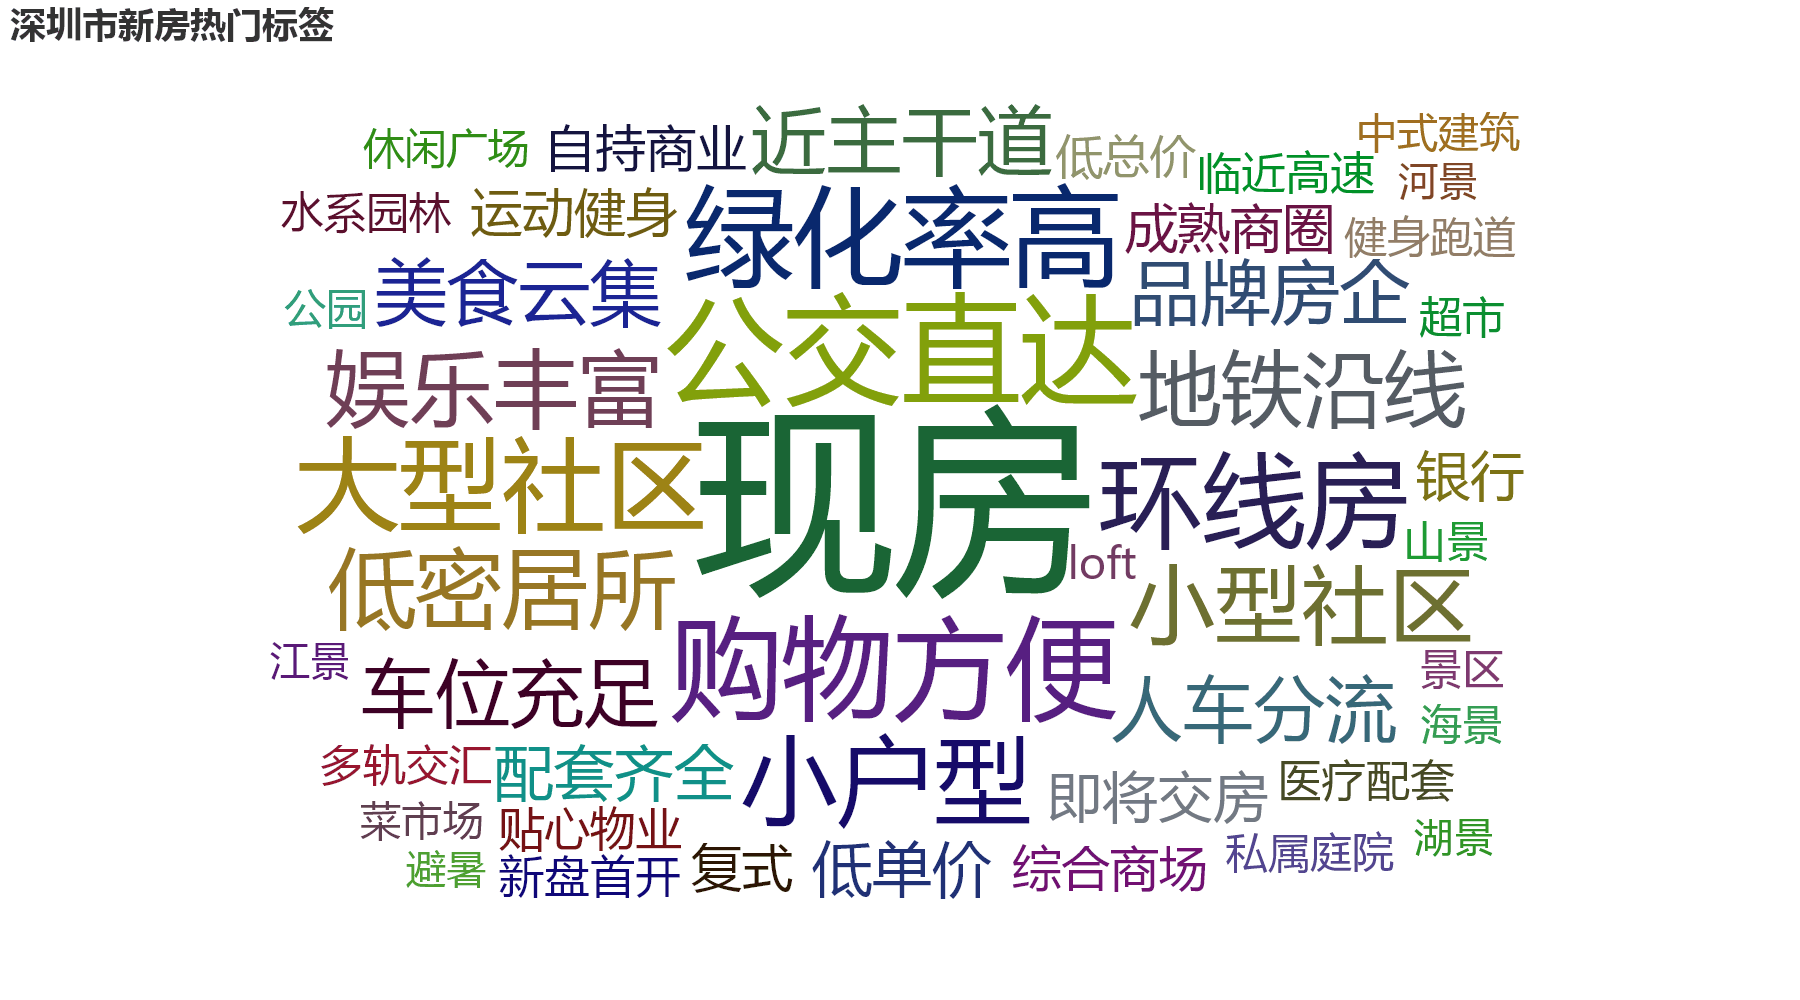 深圳市新房热门标签
休闲广场
自持商业
近主干道
低总价
临近高速
中式建筑
河景
水系园林
运动健身
绿化率高
成熟商圈
健身跑道
公园
美食云集
公交直达
品牌房企
超市
娱乐丰富
地铁沿线
大型社区
现房
环线房
银行
山景
loft
低密居所
小型社区
江景
车位充足
购物方便
人车分流
景区
海景
多轨交汇
配套齐全
小户型
即将交房
医疗配套
菜市场
贴心物业
湖景
避暑
新盘首开
复式
低单价
综合商场
私属庭院